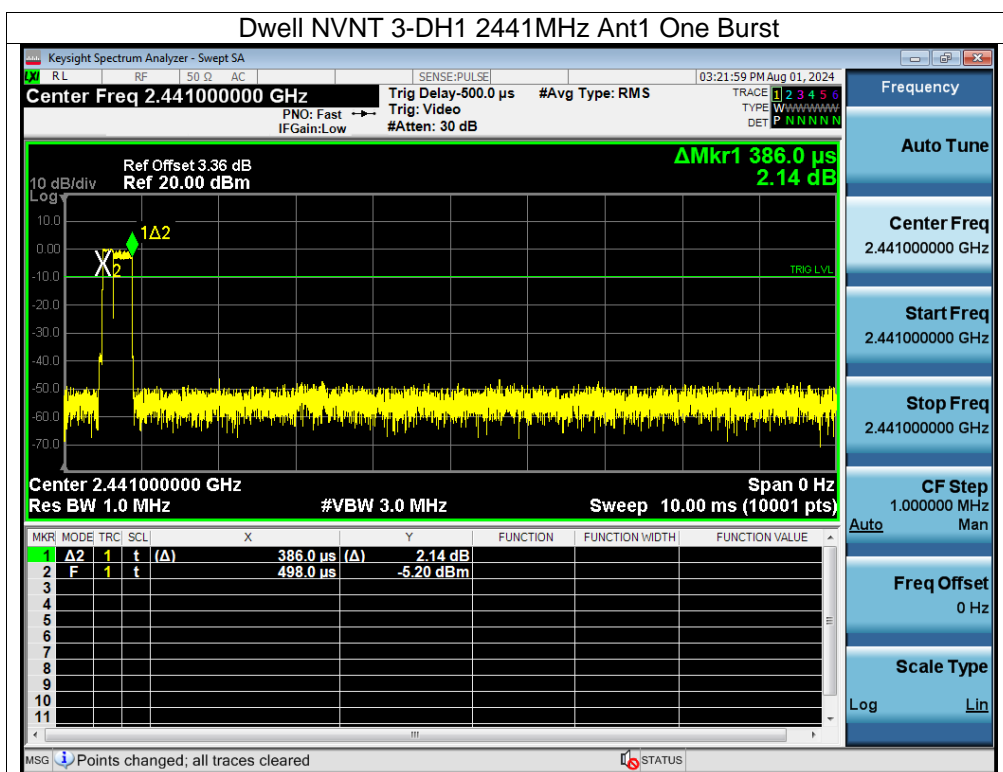 Dwell NVNT 3-DH1 2441MHz Ant1 One Burst
Keysight Spectrum Analyzer - Swept SA
LXI RL RF 50 Ω AC SENSE:PULSE 03:21:59 PM Aug 01, 2024
Center Freq 2.441000000 GHz Trig Delay-500.0 µs #Avg Type: RMS TRACE 1 2 3 4 5 6
PNO: Fast Trig: Video TYPE WWWWWWW
IFGain:Low #Atten: 30 dB DET P N N N N N
Ref Offset 3.36 dB ΔMkr1 386.0 µs
10 dB/div Ref 20.00 dBm 2.14 dB
Log
10.0
1Δ2
0.00
X2
-10.0 TRIG LVL
-20.0
-30.0
-40.0
-50.0
-60.0
-70.0
Center 2.441000000 GHz Span 0 Hz
Res BW 1.0 MHz #VBW 3.0 MHz Sweep 10.00 ms (10001 pts)
MKR MODE TRC SCL X Y FUNCTION FUNCTION WIDTH FUNCTION VALUE
1 Δ2 1 t (Δ) 386.0 µs (Δ) 2.14 dB
2 F 1 t 498.0 µs -5.20 dBm
3
4
5
6
7
8
9
10
11
MSG Points changed; all traces cleared STATUS
Frequency
Auto Tune
Center Freq
2.441000000 GHz
Start Freq
2.441000000 GHz
Stop Freq
2.441000000 GHz
CF Step
1.000000 MHz
Auto Man
Freq Offset
0 Hz
Scale Type
Log Lin